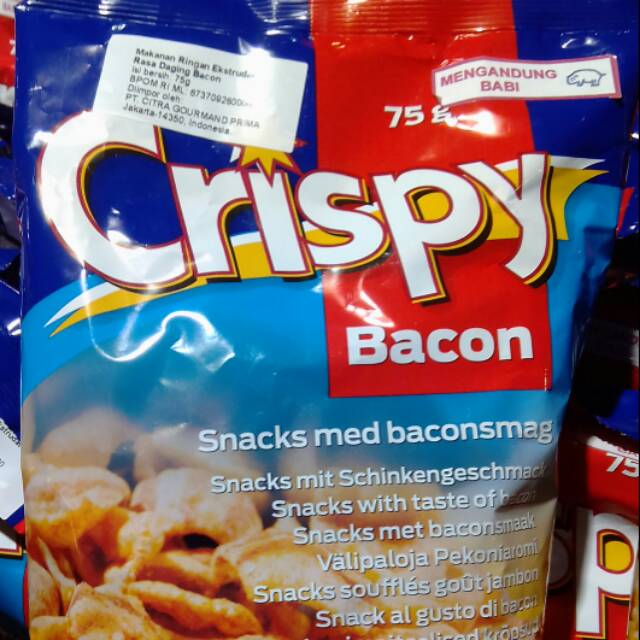 Makanan Ringan Ekstrudat
Rasa Daging Bacon
isi bersih 75g
BPOM RI ML
Diimpor oleh:
PT. CITRA GOURMAND PRIMA
Jakarta-14350, Indonesia.
MENGANDUNG
BABI
75 g
Crispy
Bacon
Snacks med baconsmag
Snacks mit Schinkengeschmack
Snacks with taste of bacon
Snacks met baconsmaak
Välipaloja Pekoniaromi
Snacks soufflés goût jambon
Snack al gusto di bacon
75